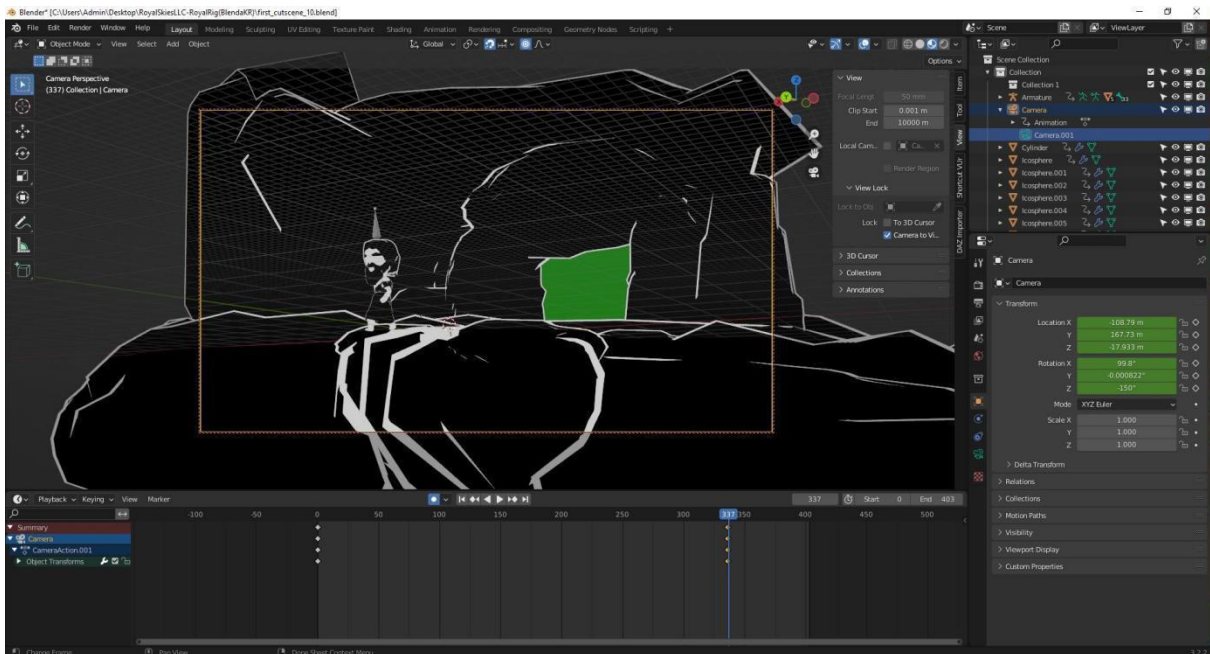 Blender* [C:\Users\Admin\Desktop\RoyalSkiesLLC-RoyalRig(BlendaKR)\first_cutscene_10.blend]
File Edit Render Window Help Layout Modeling Sculpting UV Editing Texture Paint Shading Animation Rendering Compositing Geometry Nodes Scripting + Scene ViewLayer
Object Mode View Select Add Object Global
Options
Camera Perspective
(337) Collection | Camera
View
Focal Lengt 50 mm
Clip Start 0.001 m
End 10000 m
Local Cam... Ca...
Render Region
View Lock
Lock to Obj
Lock To 3D Cursor
Camera to Vi...
3D Cursor
Collections
Annotations
Item
Tool
View
Shortcut VUr
DAZ Importer
Scene Collection
Collection
Collection 1
Armature
Camera
Animation
Camera.001
Cylinder
Icosphere
Icosphere.001
Icosphere.002
Icosphere.003
Icosphere.004
Icosphere.005
Camera
Camera
Transform
Location X -108.79 m
Y 167.73 m
Z -17.933 m
Rotation X 99.8°
Y -0.000822°
Z -150°
Mode XYZ Euler
Scale X 1.000
Y 1.000
Z 1.000
Delta Transform
Relations
Collections
Motion Paths
Visibility
Viewport Display
Custom Properties
Playback Keying View Marker 337 Start 0 End 403
-100 -50 0 50 100 150 200 250 300 337 350 400 450 500
Summary
Camera
CameraAction.001
Object Transforms
Change Frame Pan View Dope Sheet Context Menu 3.2.2